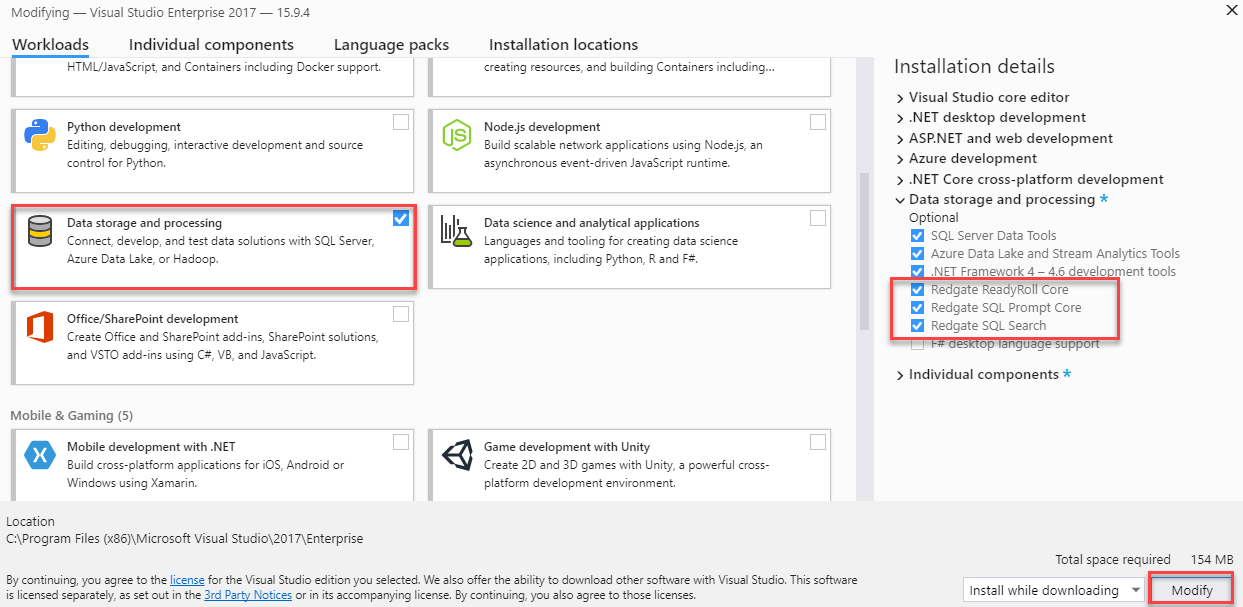 Modifying — Visual Studio Enterprise 2017 — 15.9.4
Workloads
Individual components
Language packs
Installation locations
HTML/JavaScript, and Containers including Docker support.
creating resources, and building Containers including...
Python development
Editing, debugging, interactive development and source
control for Python.
Node.js development
Build scalable network applications using Node.js, an
asynchronous event-driven JavaScript runtime.
Data storage and processing
Connect, develop, and test data solutions with SQL Server,
Azure Data Lake, or Hadoop.
Data science and analytical applications
Languages and tooling for creating data science
applications, including Python, R and F#.
Office/SharePoint development
Create Office and SharePoint add-ins, SharePoint solutions,
and VSTO add-ins using C#, VB, and JavaScript.
Mobile & Gaming (5)
Mobile development with .NET
Build cross-platform applications for iOS, Android or
Windows using Xamarin.
Game development with Unity
Create 2D and 3D games with Unity, a powerful cross-
platform development environment.
Installation details
Visual Studio core editor
.NET desktop development
ASP.NET and web development
Azure development
.NET Core cross-platform development
Data storage and processing *
Optional
SQL Server Data Tools
Azure Data Lake and Stream Analytics Tools
.NET Framework 4 – 4.6 development tools
Redgate ReadyRoll Core
Redgate SQL Prompt Core
Redgate SQL Search
F# desktop language support
Individual components *
Location
C:\Program Files (x86)\Microsoft Visual Studio\2017\Enterprise
Total space required 154 MB
By continuing, you agree to the license for the Visual Studio edition you selected. We also offer the ability to download other software with Visual Studio. This software
is licensed separately, as set out in the 3rd Party Notices or in its accompanying license. By continuing, you also agree to those licenses.
Install while downloading
Modify